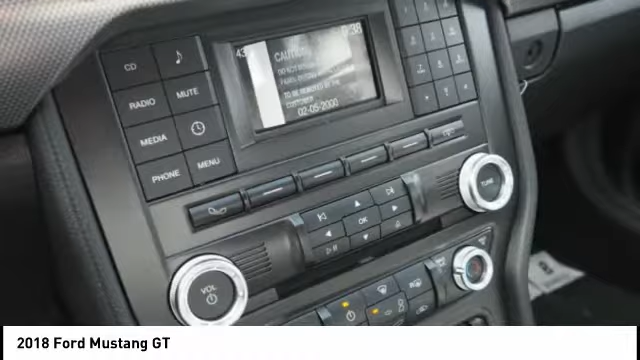 CAUTION
TO BE REMOVED BY THE
CUSTOMER
02-05-2000
CD
RADIO
MUTE
MEDIA
PHONE
MENU
OK
TUNE
VOL
2018 Ford Mustang GT